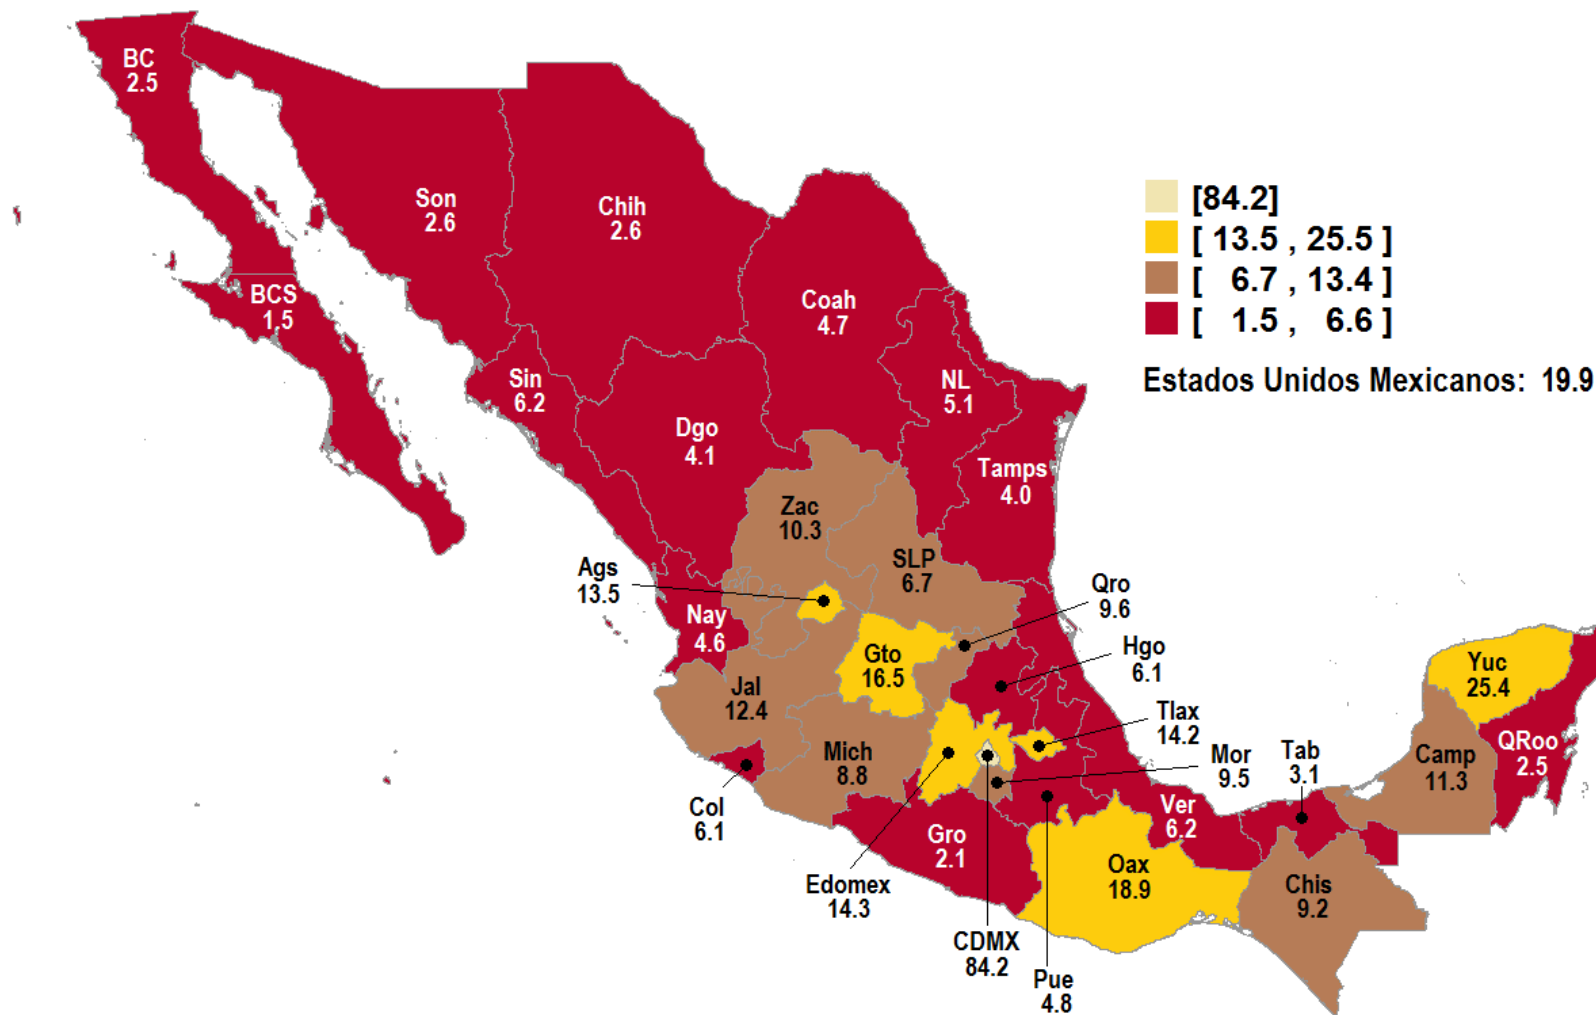 BC
2.5
Son
2.6
Chih
2.6
[84.2]
[ 13.5 , 25.5 ]
[ 6.7 , 13.4 ]
[ 1.5 , 6.6 ]
Estados Unidos Mexicanos: 19.9
BCS
1.5
Coah
4.7
Sin
6.2
NL
5.1
Dgo
4.1
Tamps
4.0
Zac
10.3
SLP
6.7
Ags
13.5
Qro
9.6
Nay
4.6
Hgo
6.1
Gto
16.5
Yuc
25.4
Jal
12.4
Tlax
14.2
Mich
8.8
Mor
9.5
Tab
3.1
Camp
11.3
QRoo
2.5
Col
6.1
Ver
6.2
Gro
2.1
Oax
18.9
Edomex
14.3
Chis
9.2
CDMX
84.2
Pue
4.8